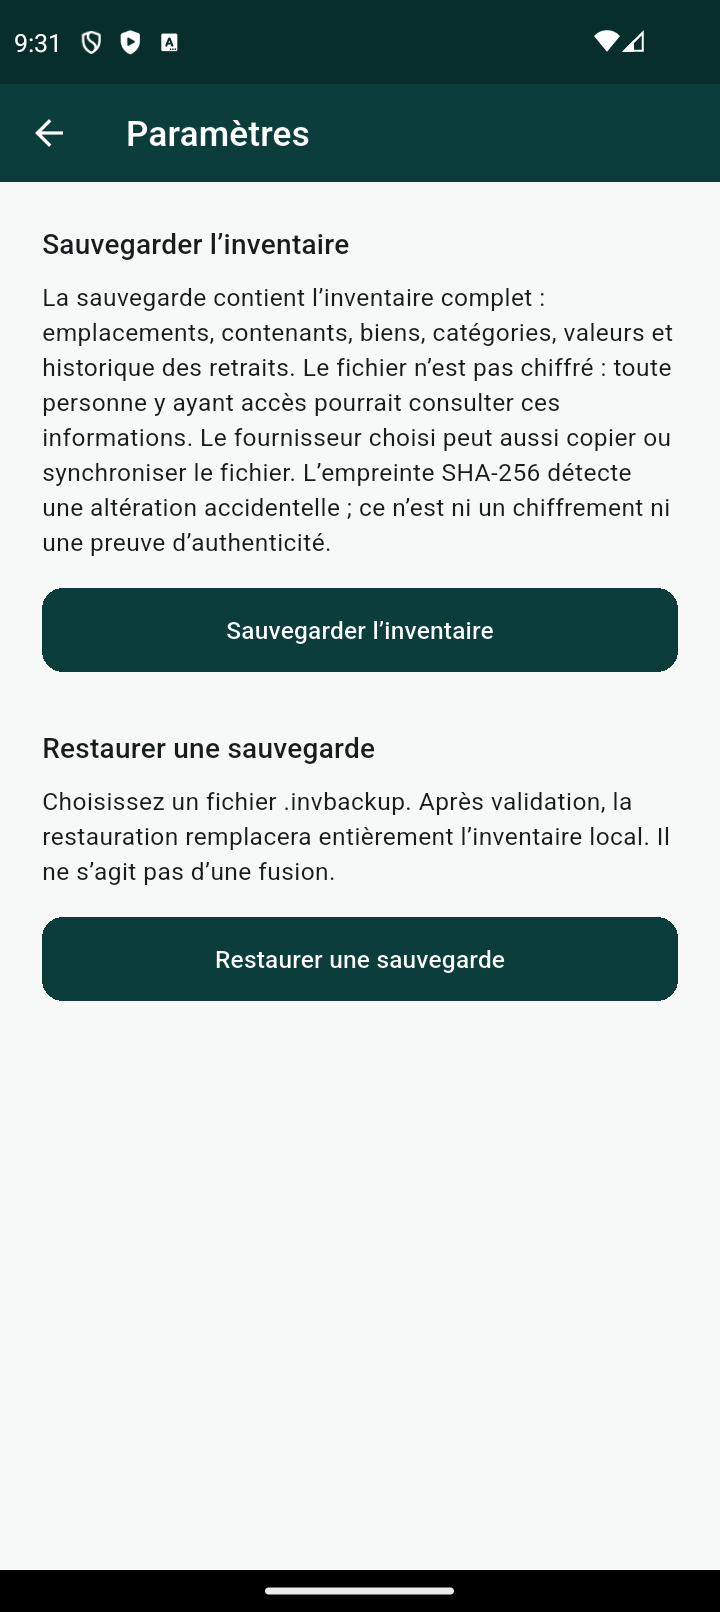 9:31
Paramètres
Sauvegarder l’inventaire
La sauvegarde contient l’inventaire complet :
emplacements, contenants, biens, catégories, valeurs et
historique des retraits. Le fichier n’est pas chiffré : toute
personne y ayant accès pourrait consulter ces
informations. Le fournisseur choisi peut aussi copier ou
synchroniser le fichier. L’empreinte SHA-256 détecte
une altération accidentelle ; ce n’est ni un chiffrement ni
une preuve d’authenticité.
Sauvegarder l’inventaire
Restaurer une sauvegarde
Choisissez un fichier .invbackup. Après validation, la
restauration remplacera entièrement l’inventaire local. Il
ne s’agit pas d’une fusion.
Restaurer une sauvegarde